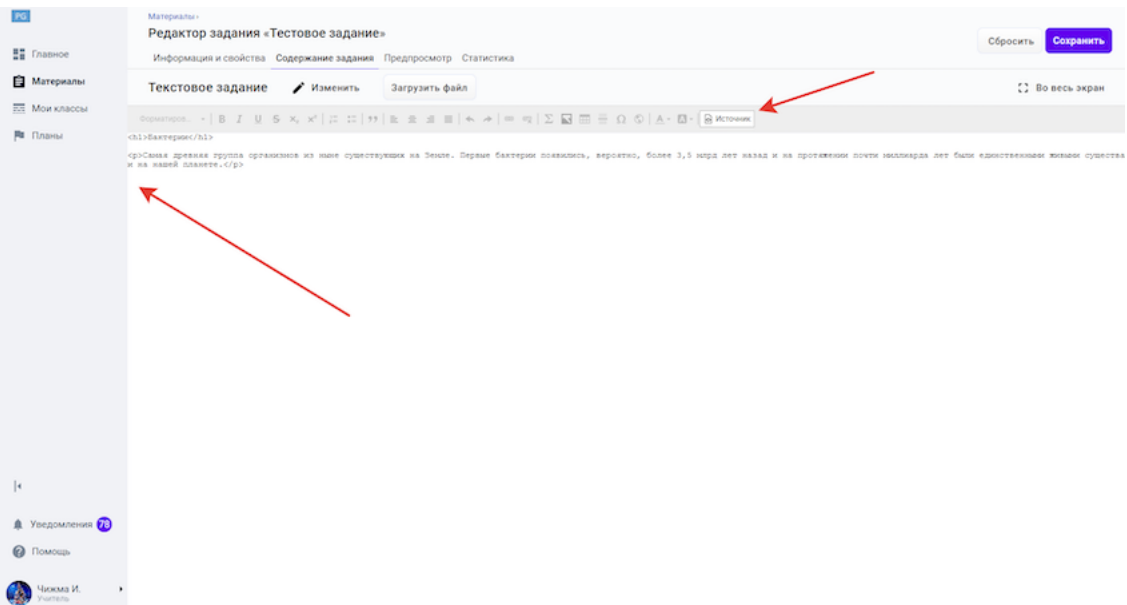 PG
Материалы›
Редактор задания «Тестовое задание»
Сбросить Сохранить
Информация и свойства Содержание задания Предпросмотр Статистика
Главное
Материалы
Мои классы
Планы
Текстовое задание Изменить Загрузить файл Во весь экран
Форматиров.. B I U S x₂ x² Σ Ω A A Источник
<h1>Бактерии</h1>
<p>Самая древняя группа организмов из ныне существующих на Земле. Первые бактерии появились, вероятно, более 3,5 млрд лет назад и на протяжении почти миллиарда лет были единственными живыми существа
и на нашей планете.</p>
Уведомления 78
Помощь
Чижма И.
Учитель